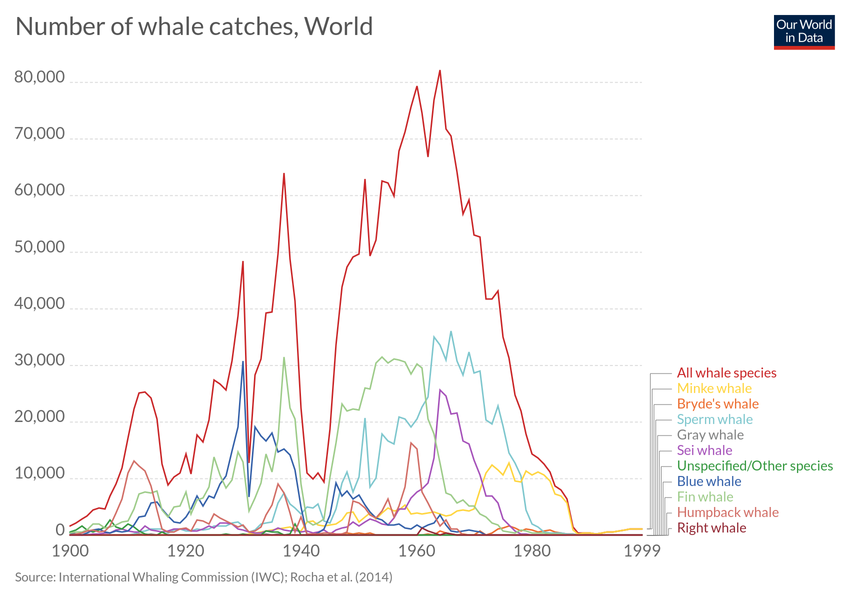 Number of whale catches, World
Our World
in Data
80,000
70,000
60,000
50,000
40,000
30,000
20,000
10,000
0
1900
1920
1940
1960
1980
1999
All whale species
Minke whale
Bryde's whale
Sperm whale
Gray whale
Sei whale
Unspecified/Other species
Blue whale
Fin whale
Humpback whale
Right whale
Source: International Whaling Commission (IWC); Rocha et al. (2014)